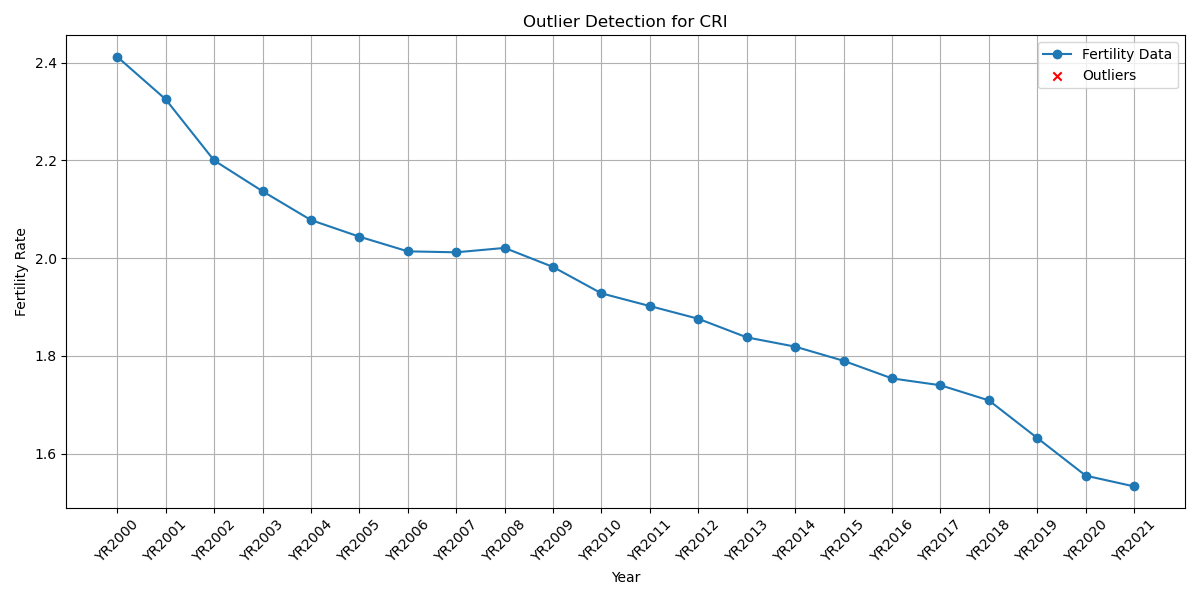 Outlier Detection for CRI
Fertility Data
Outliers
Fertility Rate
2.4
2.2
2.0
1.8
1.6
YR2000
YR2001
YR2002
YR2003
YR2004
YR2005
YR2006
YR2007
YR2008
YR2009
YR2010
YR2011
YR2012
YR2013
YR2014
YR2015
YR2016
YR2017
YR2018
YR2019
YR2020
YR2021
Year